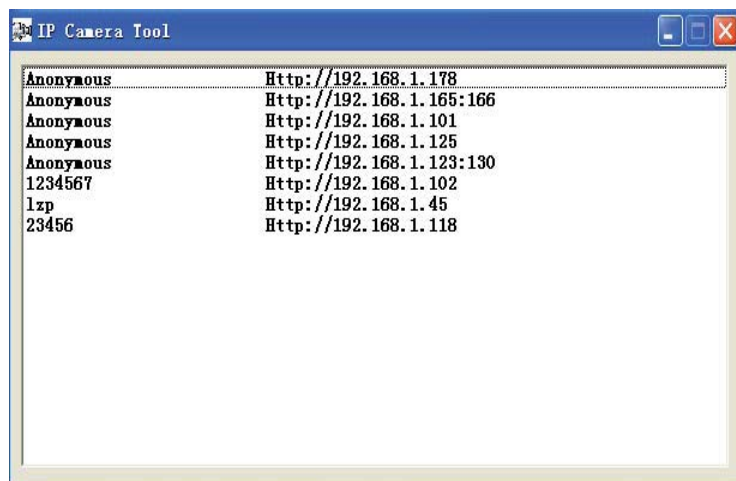 IP Camera Tool
Anonymous Http://192.168.1.178
Anonymous Http://192.168.1.165:166
Anonymous Http://192.168.1.101
Anonymous Http://192.168.1.125
Anonymous Http://192.168.1.123:130
1234567 Http://192.168.1.102
lzp Http://192.168.1.45
23456 Http://192.168.1.118